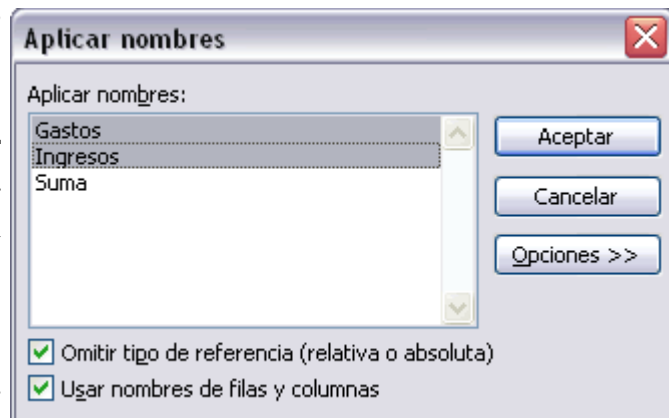 Aplicar nombres
Aplicar nombres:
Gastos
Ingresos
Suma
Aceptar
Cancelar
Opciones >>
Omitir tipo de referencia (relativa o absoluta)
Usar nombres de filas y columnas